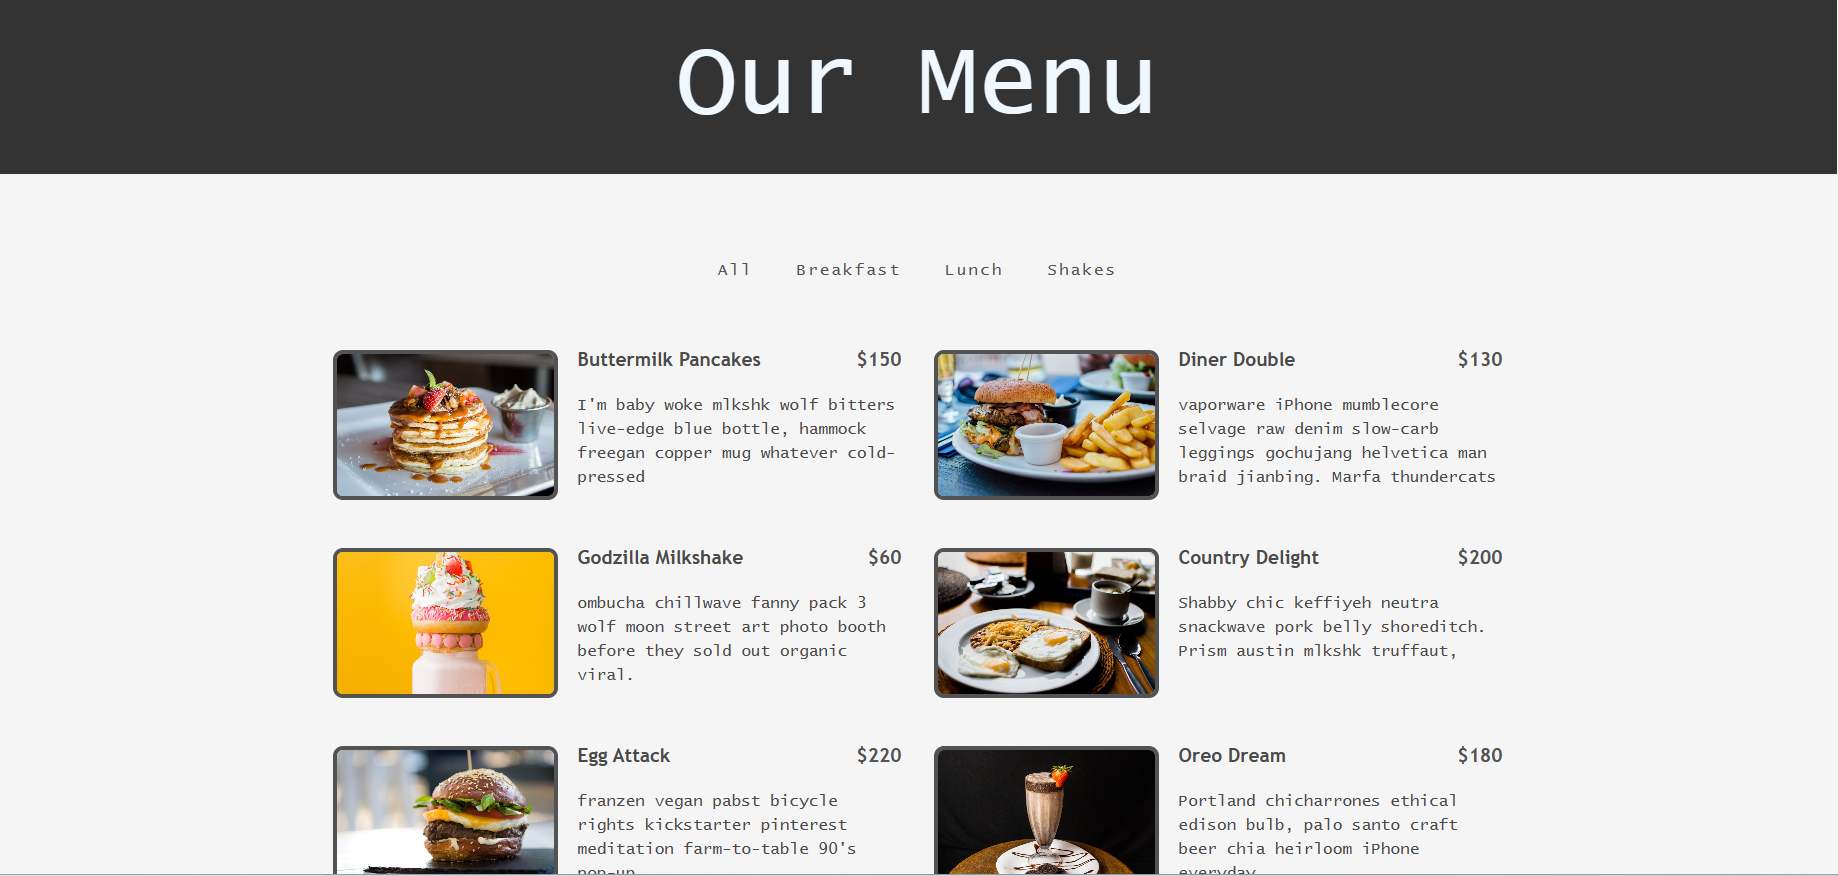 Our Menu
All Breakfast Lunch Shakes
Buttermilk Pancakes $150
I'm baby woke mlkshk wolf bitters
live-edge blue bottle, hammock
freegan copper mug whatever cold-
pressed
Diner Double $130
vaporware iPhone mumblecore
selvage raw denim slow-carb
leggings gochujang helvetica man
braid jianbing. Marfa thundercats
Godzilla Milkshake $60
ombucha chillwave fanny pack 3
wolf moon street art photo booth
before they sold out organic
viral.
Country Delight $200
Shabby chic keffiyeh neutra
snackwave pork belly shoreditch.
Prism austin mlkshk truffaut,
Egg Attack $220
franzen vegan pabst bicycle
rights kickstarter pinterest
meditation farm-to-table 90's
pop-up
Oreo Dream $180
Portland chicharrones ethical
edison bulb, palo santo craft
beer chia heirloom iPhone
everyday